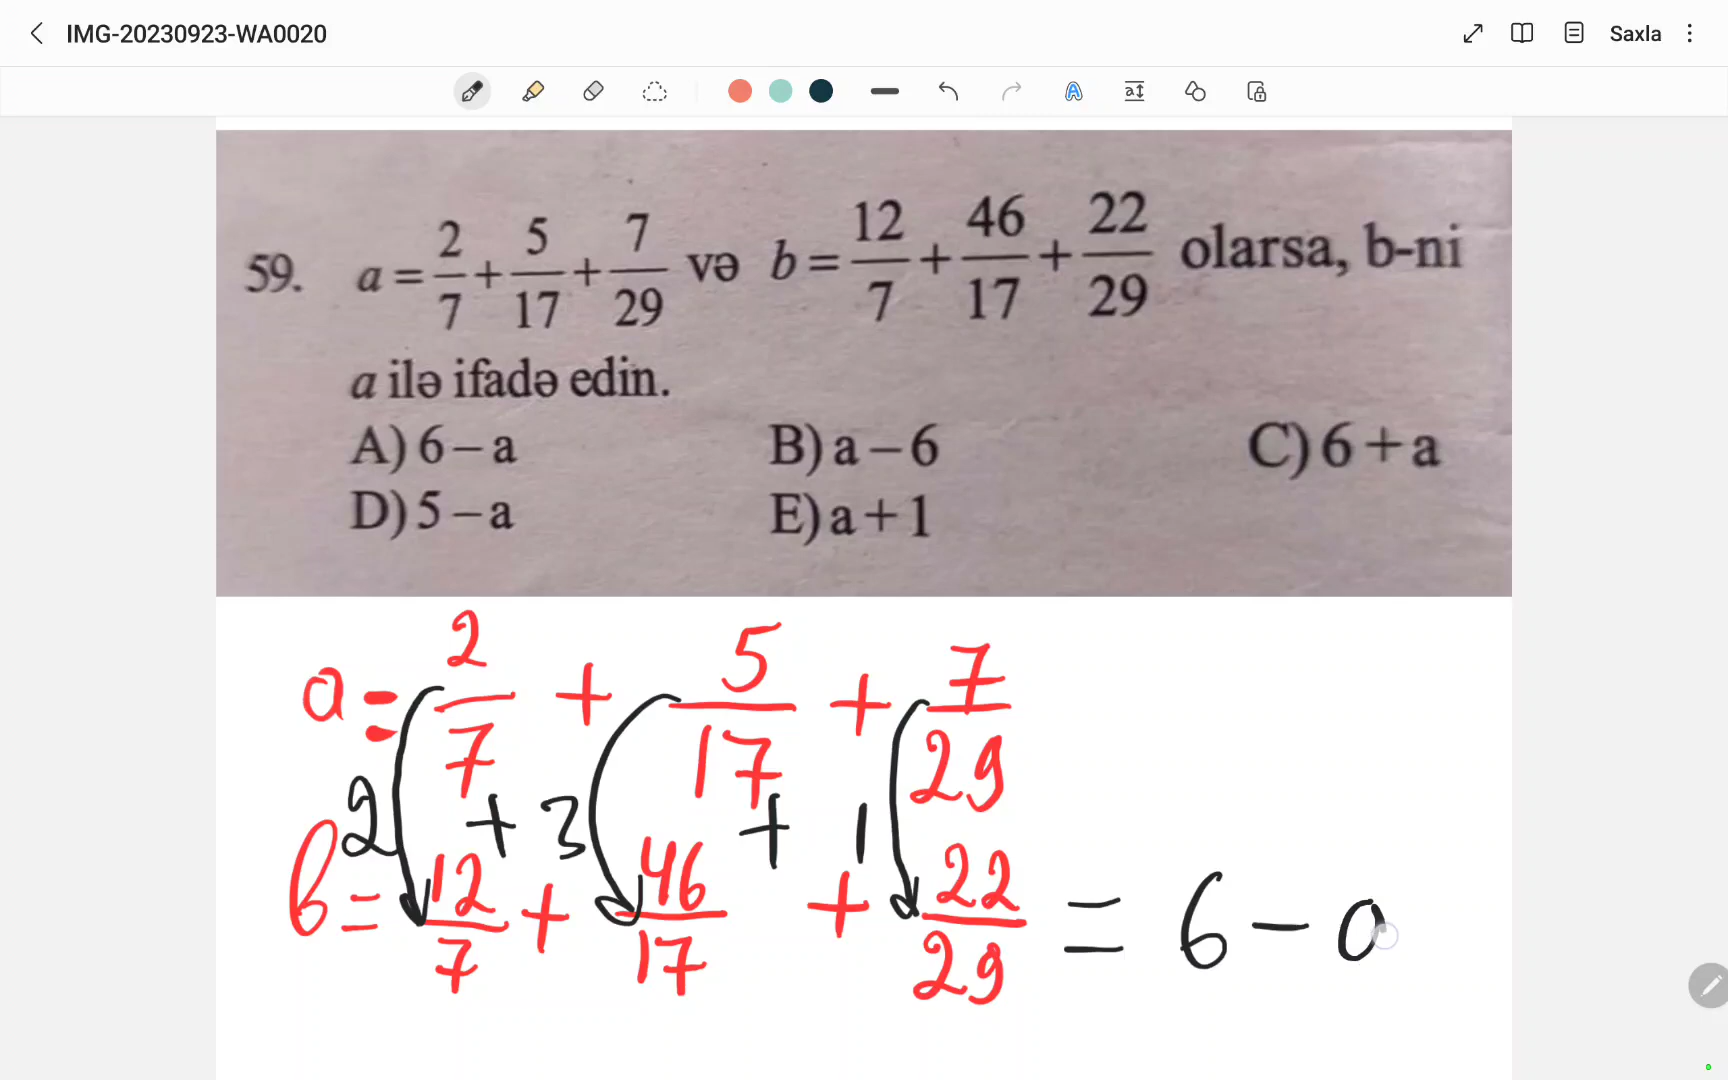 IMG-20230923-WA0020
Saxla
59. a = 2/7 + 5/17 + 7/29 və b = 12/7 + 46/17 + 22/29 olarsa, b-ni
a ilə ifadə edin.
A) 6 – a B) a – 6 C) 6 + a
D) 5 – a E) a + 1
a = 2/7 + 5/17 + 7/29
2 + 3 + 1
b = 12/7 + 46/17 + 22/29 = 6 – a